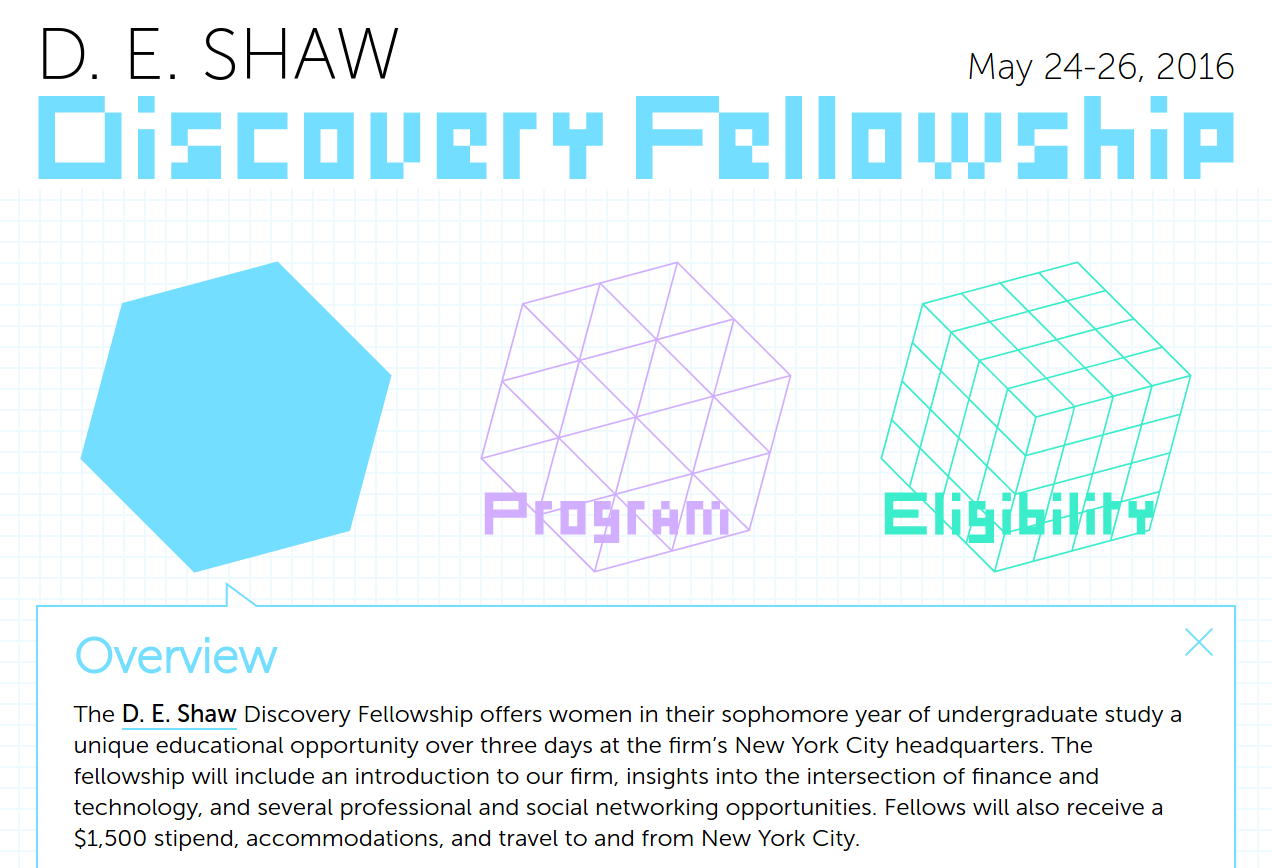 D. E. SHAW
May 24-26, 2016
Discovery Fellowship
Program
Eligibility
Overview
The D. E. Shaw Discovery Fellowship offers women in their sophomore year of undergraduate study a
unique educational opportunity over three days at the firm’s New York City headquarters. The
fellowship will include an introduction to our firm, insights into the intersection of finance and
technology, and several professional and social networking opportunities. Fellows will also receive a
$1,500 stipend, accommodations, and travel to and from New York City.